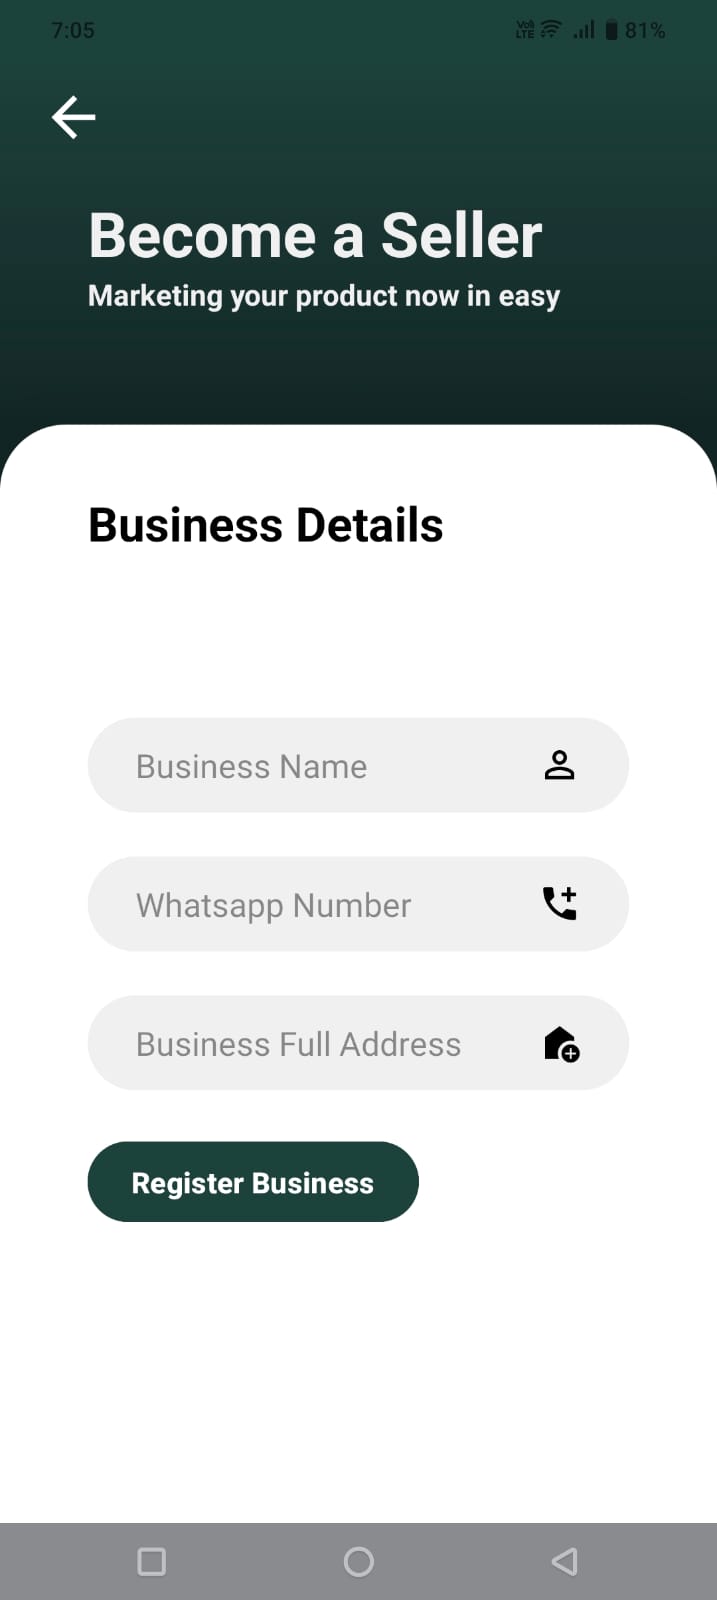 7:05
Vo) LTE 81%
Become a Seller
Marketing your product now in easy
Business Details
Business Name
Whatsapp Number
Business Full Address
Register Business